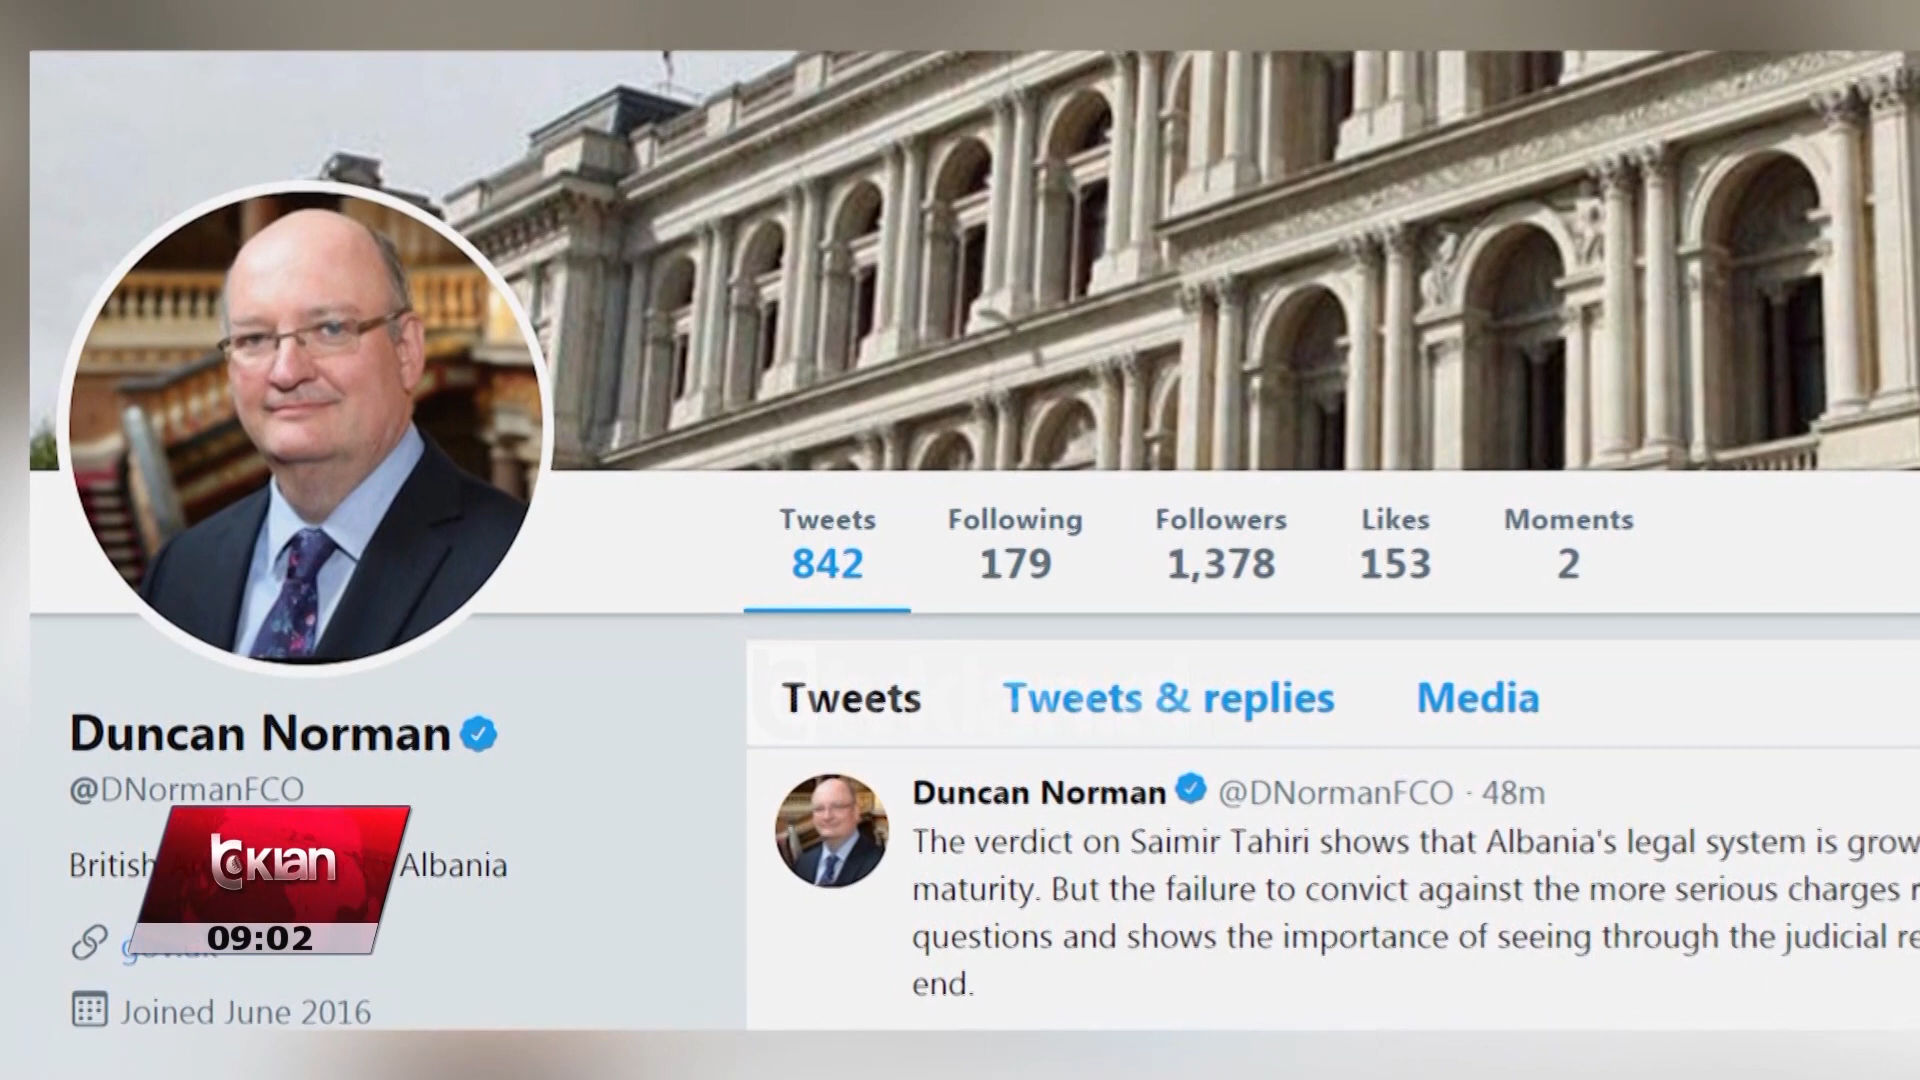 Tweets Following Followers Likes Moments
842 179 1,378 153 2
Tweets Tweets & replies Media
Duncan Norman
@DNormanFCO
British Albania
Joined June 2016
Duncan Norman @DNormanFCO · 48m
The verdict on Saimir Tahiri shows that Albania's legal system is grow
maturity. But the failure to convict against the more serious charges r
questions and shows the importance of seeing through the judicial re
end.
tv klan
09:02